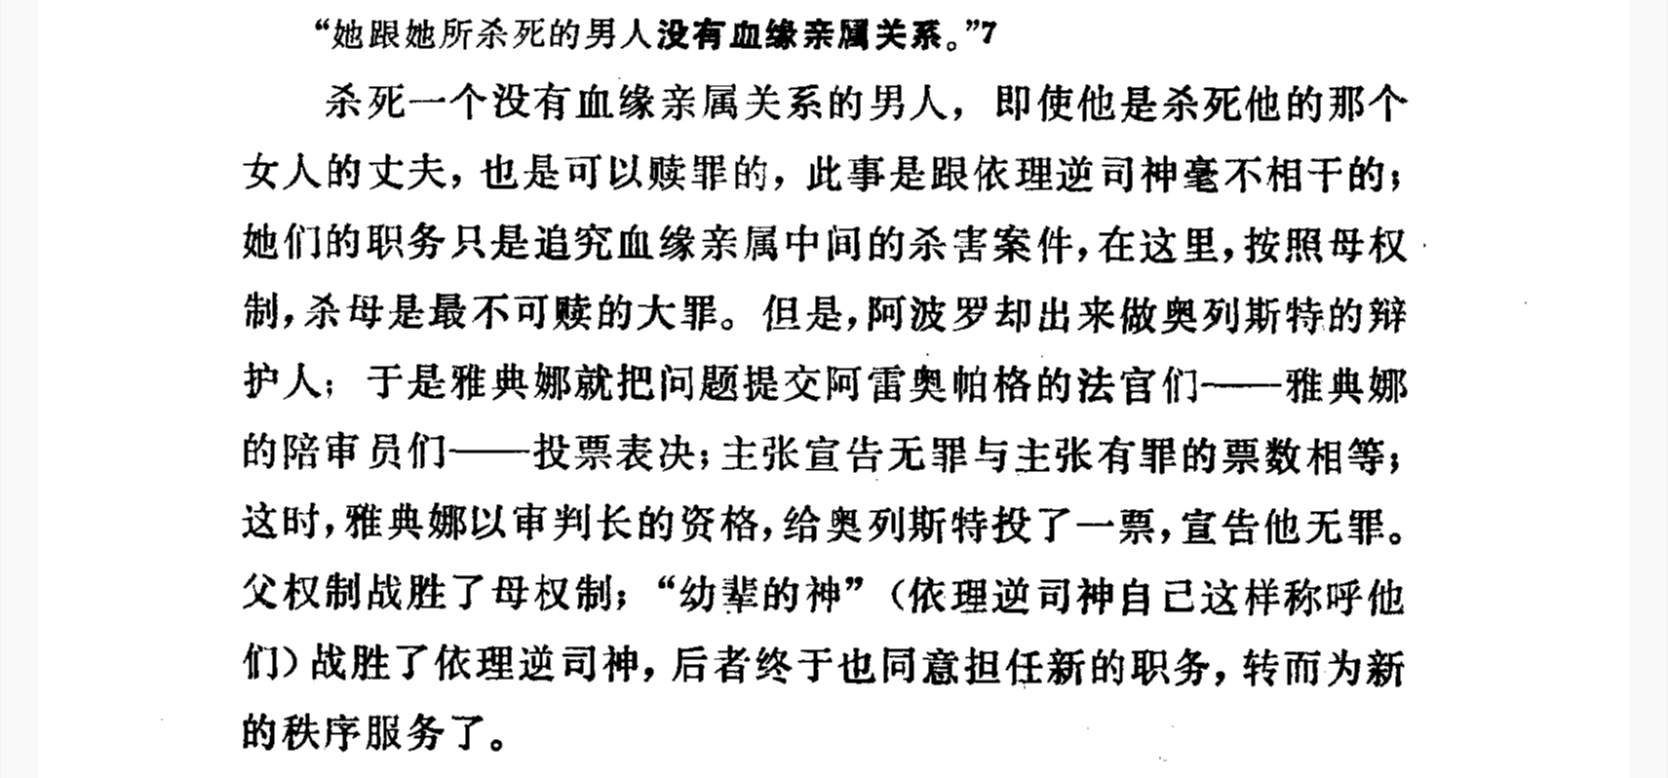 “她跟她所杀死的男人没有血缘亲属关系。”7
杀死一个没有血缘亲属关系的男人，即使他是杀死他的那个
女人的丈夫，也是可以赎罪的，此事是跟依理逆司神毫不相干的；
她们的职务只是追究血缘亲属中间的杀害案件，在这里，按照母权
制，杀母是最不可赎的大罪。但是，阿波罗却出来做奥列斯特的辩
护人；于是雅典娜就把问题提交阿雷奥帕格的法官们——雅典娜
的陪审员们——投票表决；主张宣告无罪与主张有罪的票数相等；
这时，雅典娜以审判长的资格，给奥列斯特投了一票，宣告他无罪。
父权制战胜了母权制；“幼辈的神”（依理逆司神自己这样称呼他
们）战胜了依理逆司神，后者终于也同意担任新的职务，转而为新
的秩序服务了。